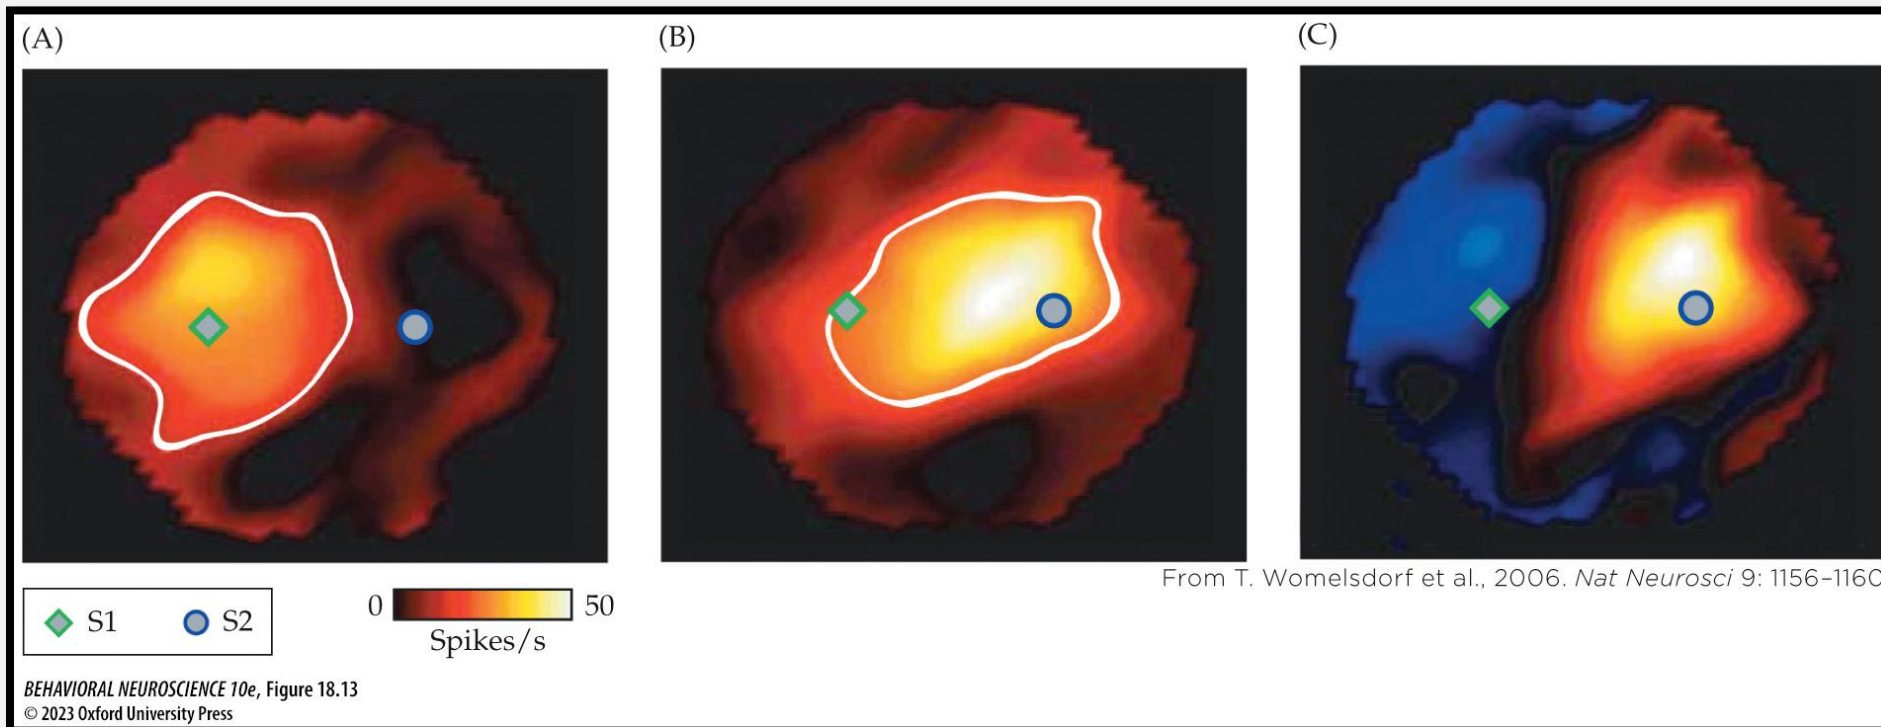 (A)
(B)
(C)
From T. Womelsdorf et al., 2006. Nat Neurosci 9: 1156–1160
S1
S2
0
50
Spikes/s
BEHAVIORAL NEUROSCIENCE 10e, Figure 18.13
© 2023 Oxford University Press